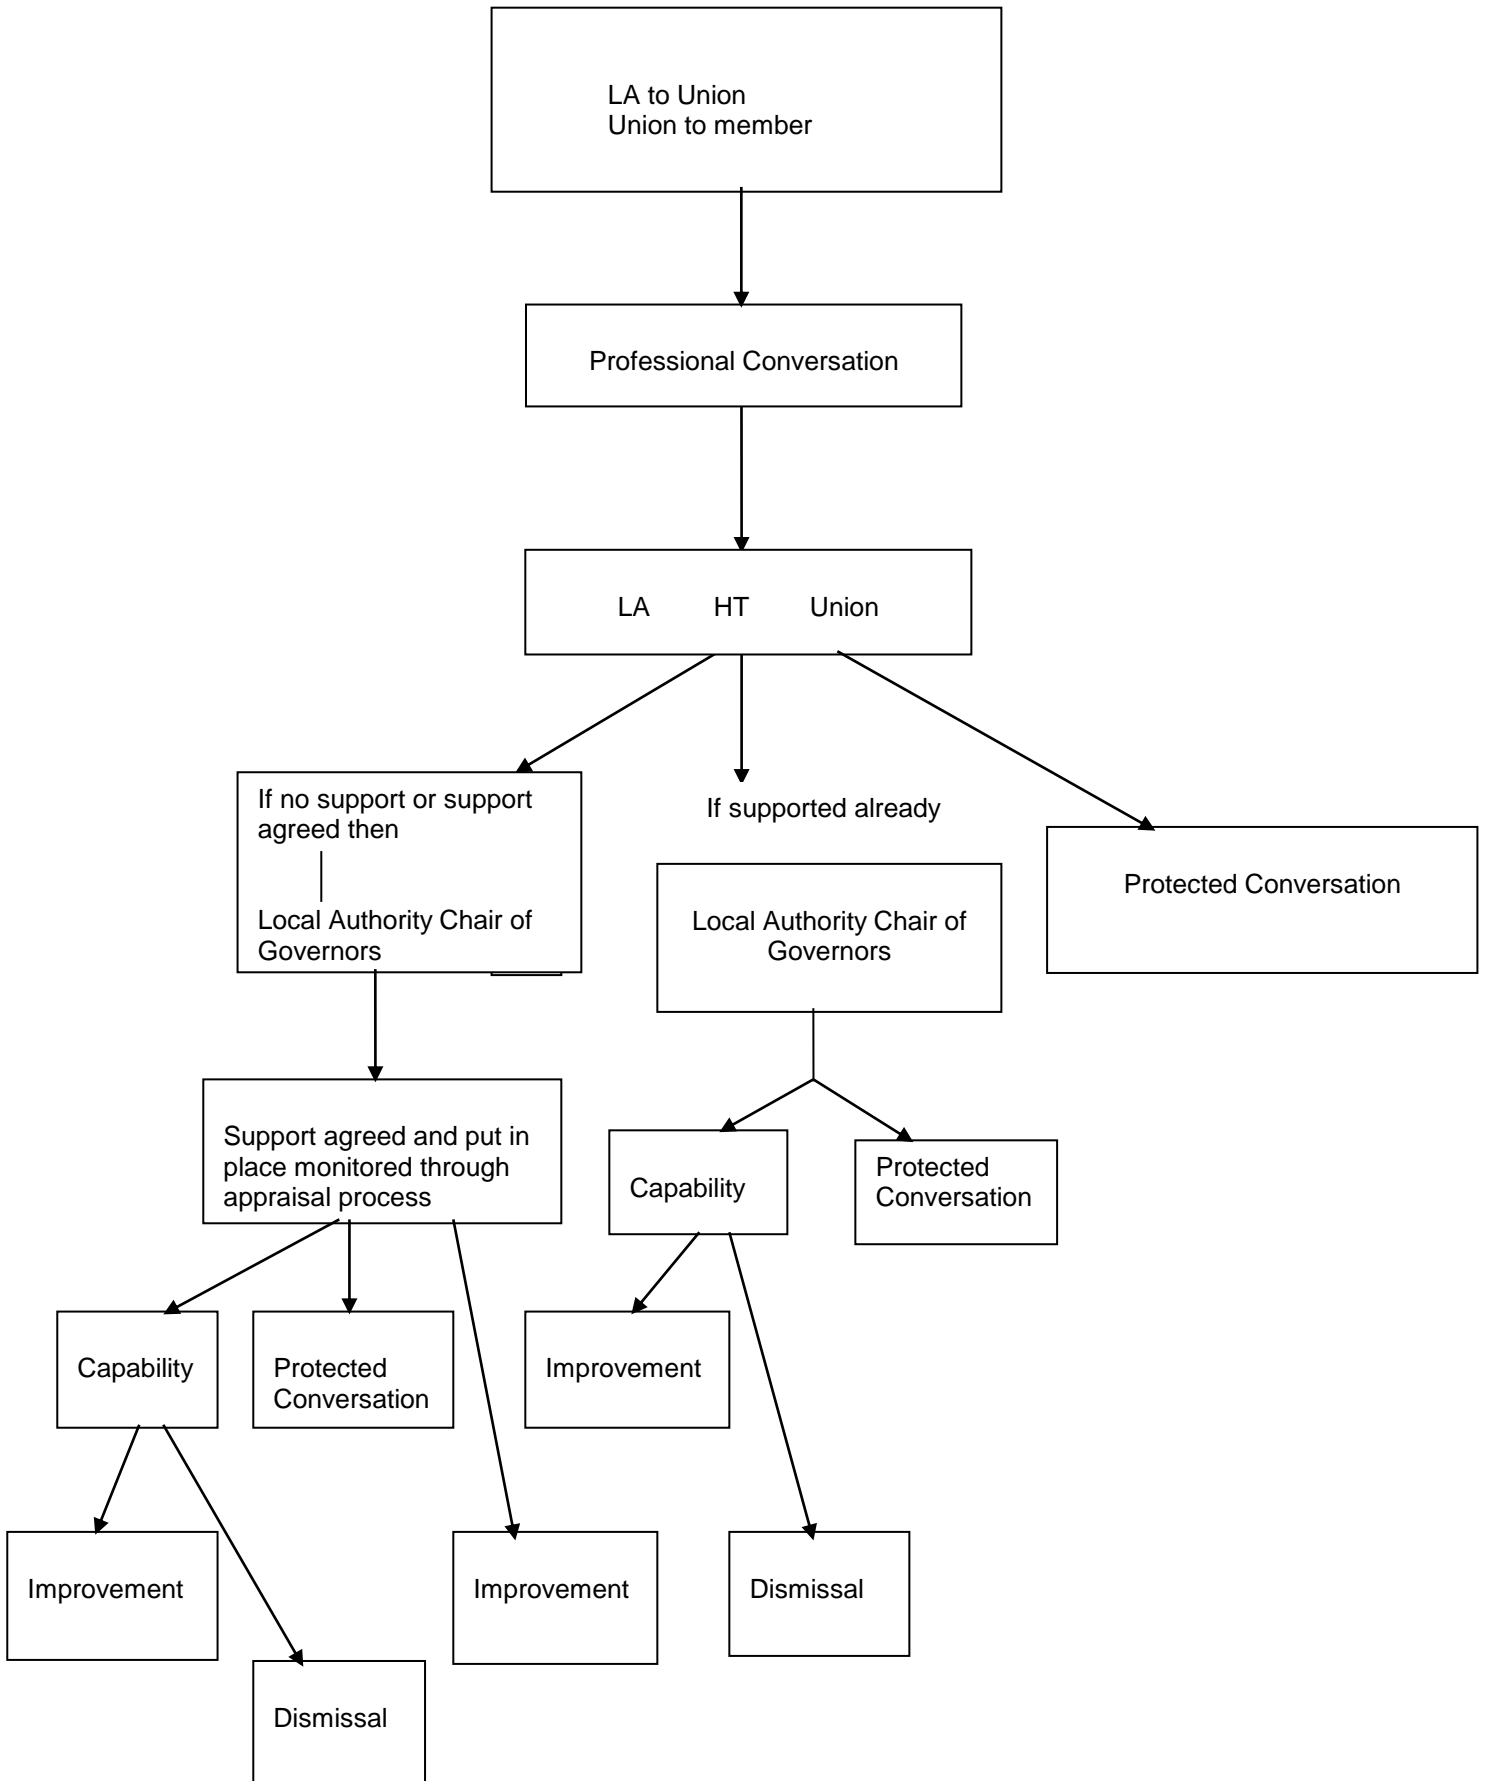 LA to Union
Union to member
Professional Conversation
LA HT Union
If no support or support
agreed then
Local Authority Chair of
Governors
If supported already
Local Authority Chair of
Governors
Protected Conversation
Support agreed and put in
place monitored through
appraisal process
Capability
Protected
Conversation
Capability
Protected
Conversation
Improvement
Improvement
Improvement
Dismissal
Dismissal